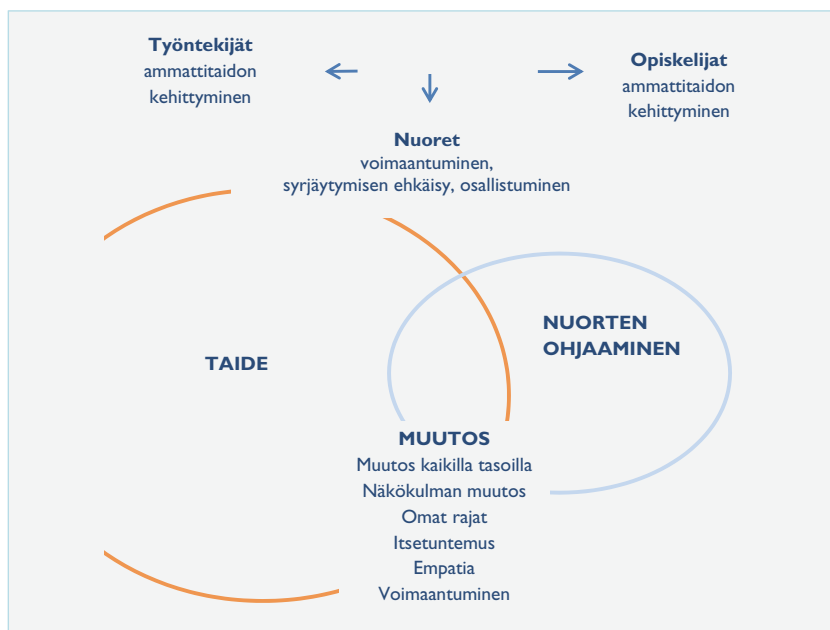 Työntekijät
ammattitaidon
kehittyminen
Opiskelijat
ammattitaidon
kehittyminen
Nuoret
voimaantuminen,
syrjäytymisen ehkäisy, osallistuminen
TAIDE
NUORTEN
OHJAAMINEN
MUUTOS
Muutos kaikilla tasoilla
Näkökulman muutos
Omat rajat
Itsetuntemus
Empatia
Voimaantuminen